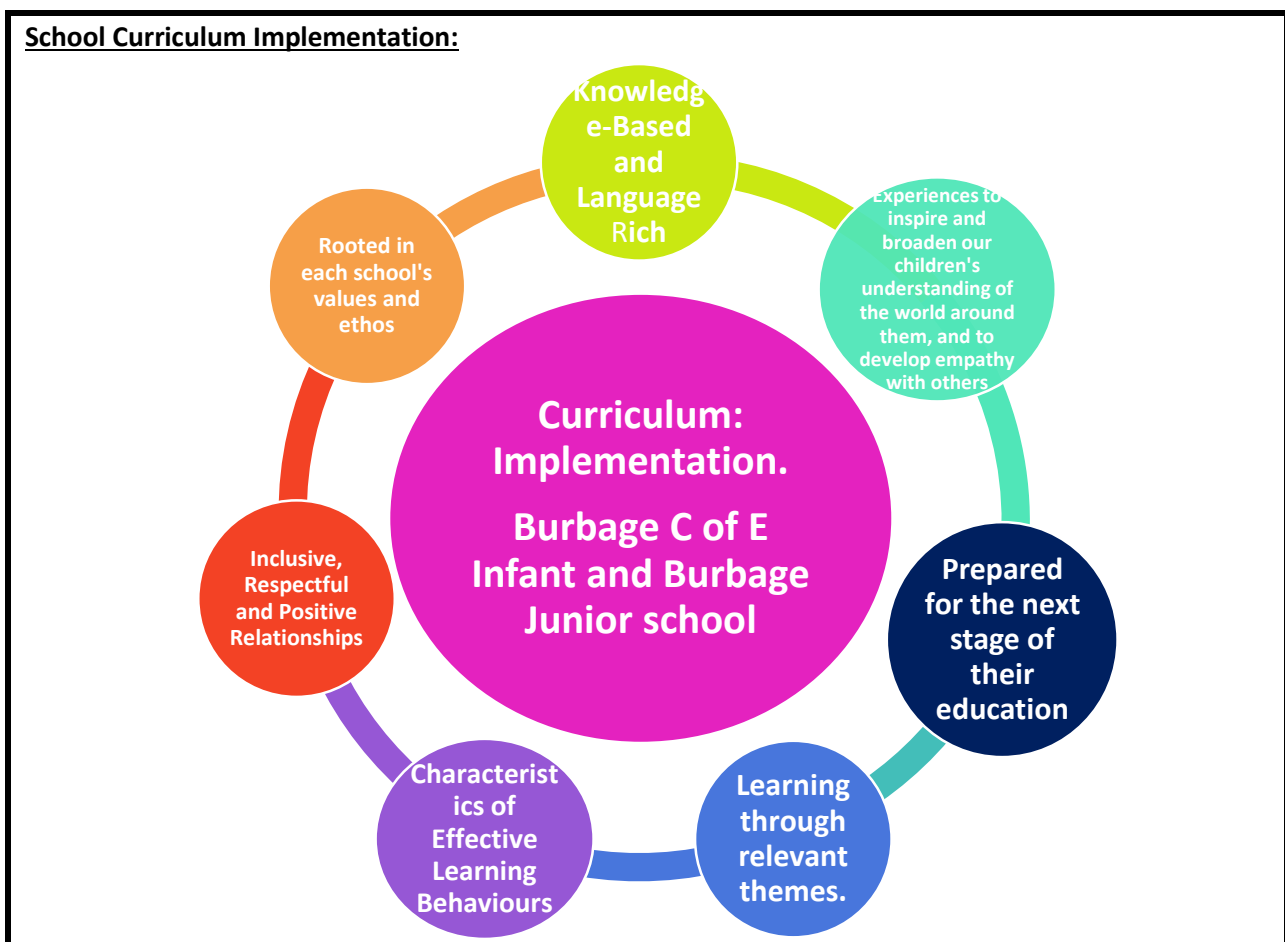 School Curriculum Implementation:
Knowledg
e-Based
and
Language
Rich
Experiences to
inspire and
broaden our
children's
understanding of
the world around
them, and to
develop empathy
with others
Prepared
for the next
stage of
their
education
Learning
through
relevant
themes.
Characterist
ics of
Effective
Learning
Behaviours
Inclusive,
Respectful
and Positive
Relationships
Rooted in
each school's
values and
ethos
Curriculum:
Implementation.
Burbage C of E
Infant and Burbage
Junior school